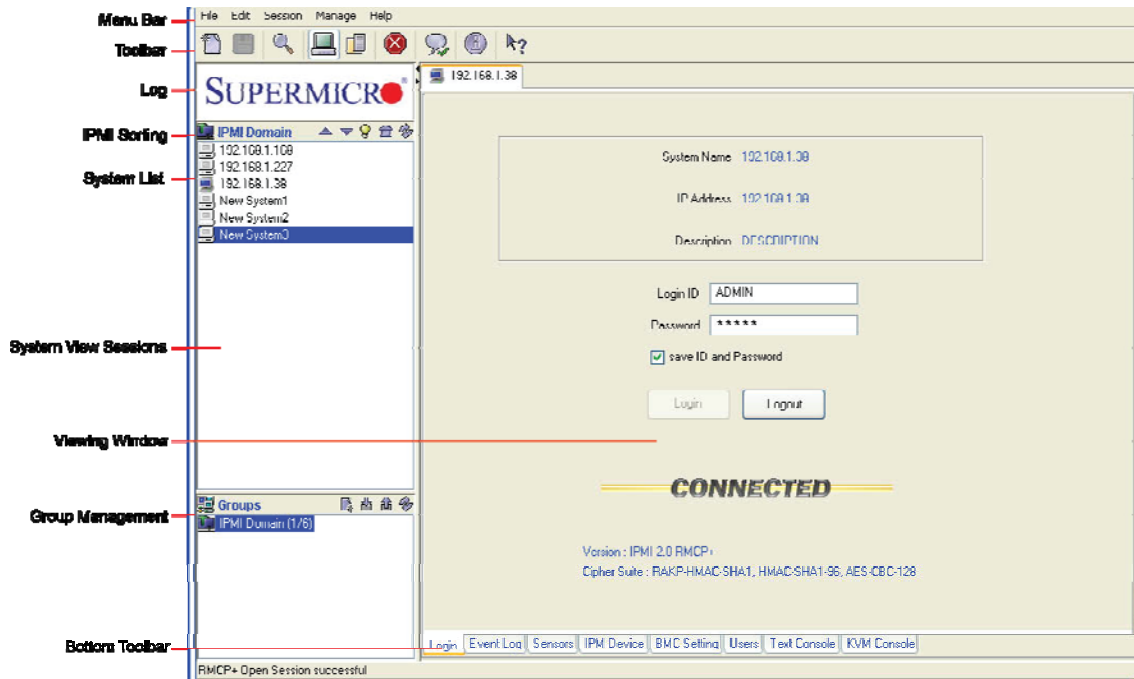 Menu Bar
File Edit Session Manage Help
Toolbar
Log
SUPERMICRO
192.168.1.38
IPMI Sorting
IPMI Domain
System List
192.168.1.108
192.168.1.227
192.168.1.38
New System1
New System2
New System3
System Name 192.168.1.38
IP Address 192.168.1.38
Description DESCRIPTION
Login ID ADMIN
Password *****
save ID and Password
Login Logout
System View Sessions
Viewing Window
CONNECTED
Group Management
Groups
IPMI Domain (1/6)
Version : IPMI 2.0 RMCP+
Cipher Suite : RAKP-HMAC-SHA1, HMAC-SHA1-96, AES-CBC-128
Bottom Toolbar
Login Event Log Sensors IPM Device BMC Setting Users Text Console KVM Console
RMCP+ Open Session successful